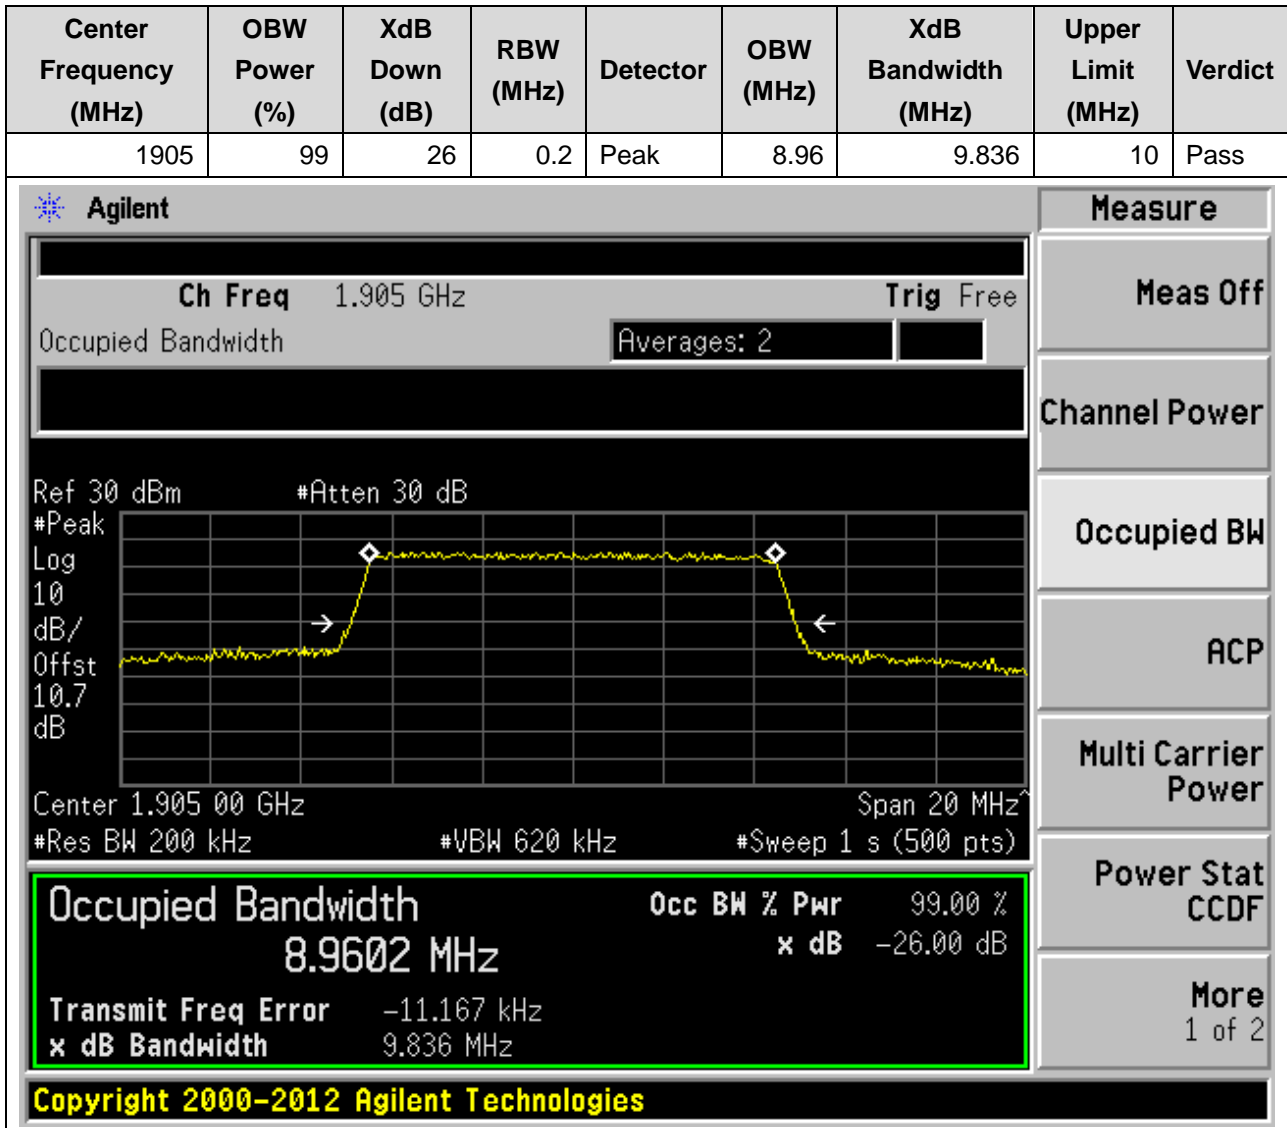 Center Frequency (MHz) OBW Power (%) XdB Down (dB) RBW (MHz) Detector OBW (MHz) XdB Bandwidth (MHz) Upper Limit (MHz) Verdict
1905 99 26 0.2 Peak 8.96 9.836 10 Pass
Agilent
Measure
Ch Freq 1.905 GHz Trig Free
Meas Off
Occupied Bandwidth Averages: 2
Channel Power
Ref 30 dBm #Atten 30 dB
#Peak
Log
10
dB/
Offst
10.7
dB
Occupied BW
ACP
Multi Carrier
Power
Center 1.905 00 GHz Span 20 MHz^
#Res BW 200 kHz #VBW 620 kHz #Sweep 1 s (500 pts)
Power Stat
CCDF
Occupied Bandwidth Occ BW % Pwr 99.00 %
8.9602 MHz x dB -26.00 dB
More
1 of 2
Transmit Freq Error -11.167 kHz
x dB Bandwidth 9.836 MHz
Copyright 2000-2012 Agilent Technologies